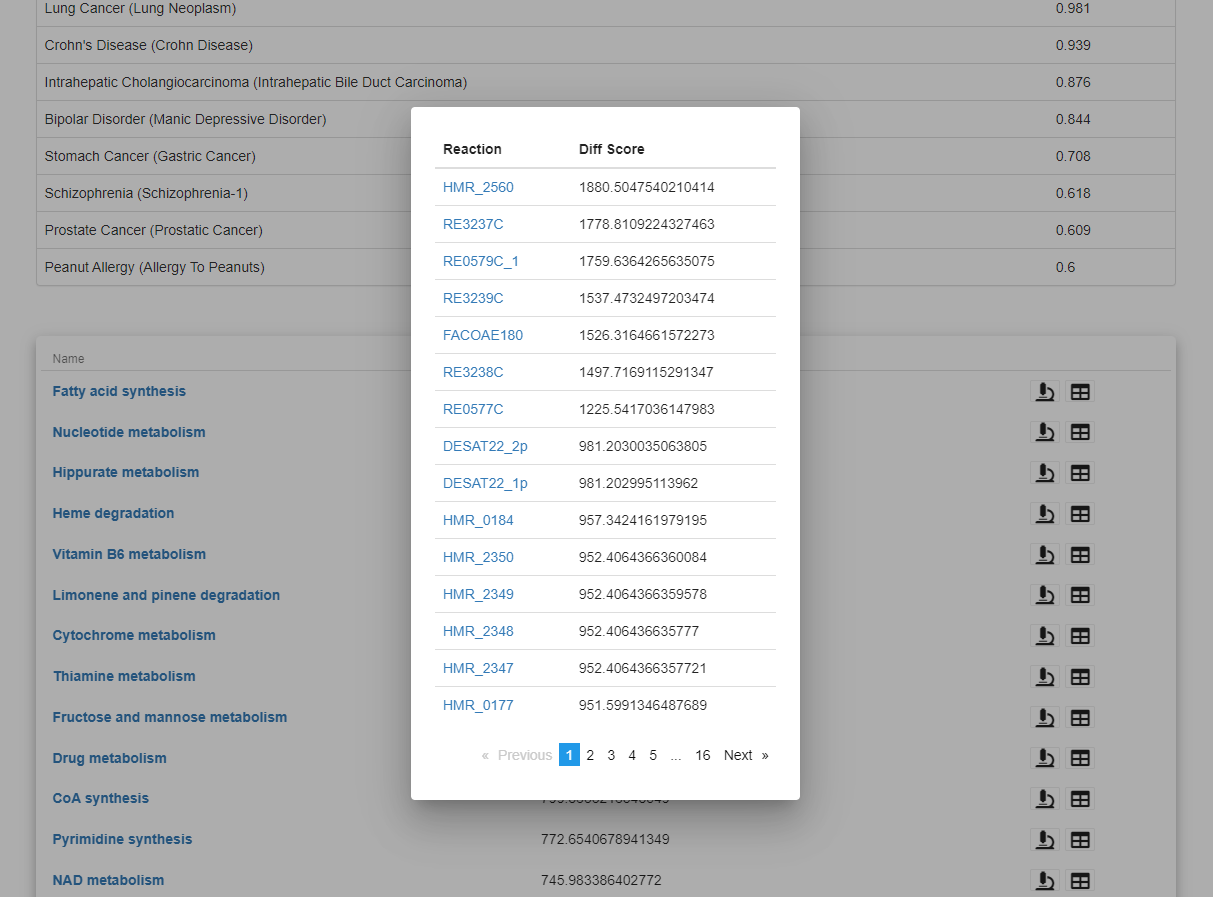 Lung Cancer (Lung Neoplasm) 0.981
Crohn's Disease (Crohn Disease) 0.939
Intrahepatic Cholangiocarcinoma (Intrahepatic Bile Duct Carcinoma) 0.876
Bipolar Disorder (Manic Depressive Disorder) 0.844
Stomach Cancer (Gastric Cancer) 0.708
Schizophrenia (Schizophrenia-1) 0.618
Prostate Cancer (Prostatic Cancer) 0.609
Peanut Allergy (Allergy To Peanuts) 0.6
Reaction Diff Score
HMR_2560 1880.5047540210414
RE3237C 1778.8109224327463
RE0579C_1 1759.6364265635075
RE3239C 1537.4732497203474
FACOAE180 1526.3164661572273
RE3238C 1497.7169115291347
RE0577C 1225.5417036147983
DESAT22_2p 981.2030035063805
DESAT22_1p 981.202995113962
HMR_0184 957.3424161979195
HMR_2350 952.4064366360084
HMR_2349 952.4064366359578
HMR_2348 952.406436635777
HMR_2347 952.4064366357721
HMR_0177 951.5991346487689
« Previous 1 2 3 4 5 ... 16 Next »
Name
Fatty acid synthesis
Nucleotide metabolism
Hippurate metabolism
Heme degradation
Vitamin B6 metabolism
Limonene and pinene degradation
Cytochrome metabolism
Thiamine metabolism
Fructose and mannose metabolism
Drug metabolism
CoA synthesis
Pyrimidine synthesis 772.6540678941349
NAD metabolism 745.983386402772